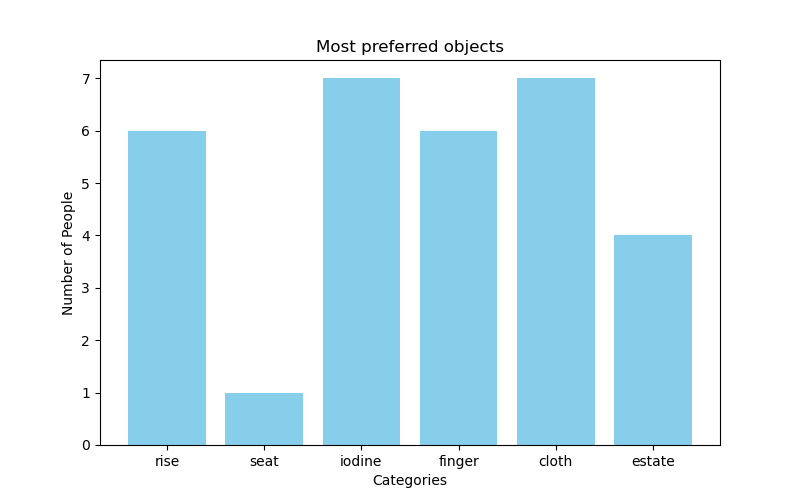 Most preferred objects
Number of People
7
6
5
4
3
2
1
0
rise seat iodine finger cloth estate
Categories